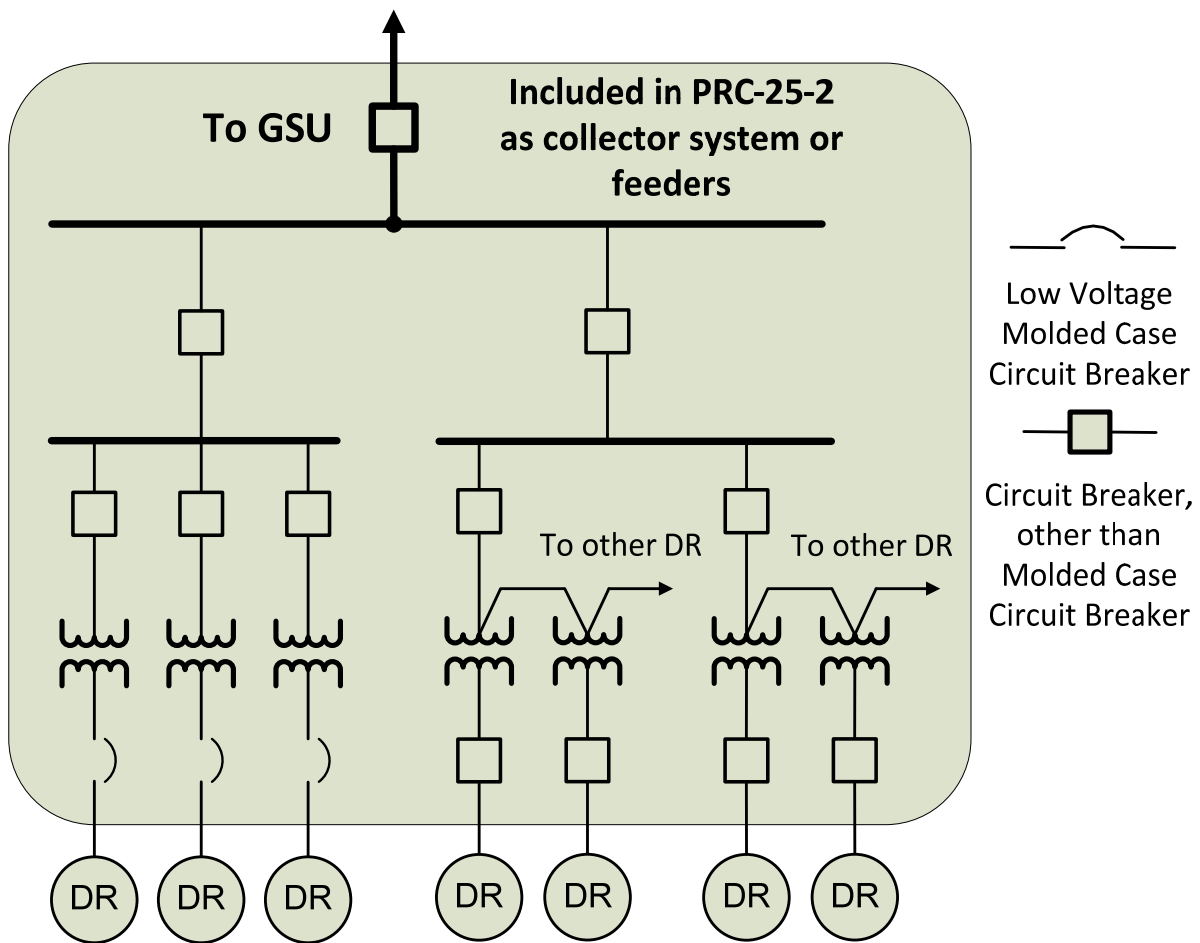 To GSU
Included in PRC-25-2
as collector system or
feeders
Low Voltage
Molded Case
Circuit Breaker
Circuit Breaker,
other than
Molded Case
Circuit Breaker
To other DR
To other DR
DR
DR
DR
DR
DR
DR
DR